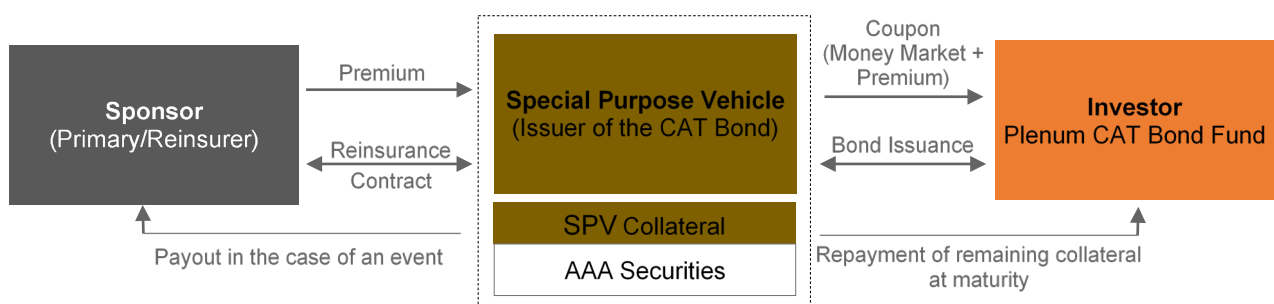 Sponsor
(Primary/Reinsurer)
Premium
Reinsurance
Contract
Payout in the case of an event
Special Purpose Vehicle
(Issuer of the CAT Bond)
SPV Collateral
AAA Securities
Coupon
(Money Market +
Premium)
Bond Issuance
Repayment of remaining collateral
at maturity
Investor
Plenum CAT Bond Fund